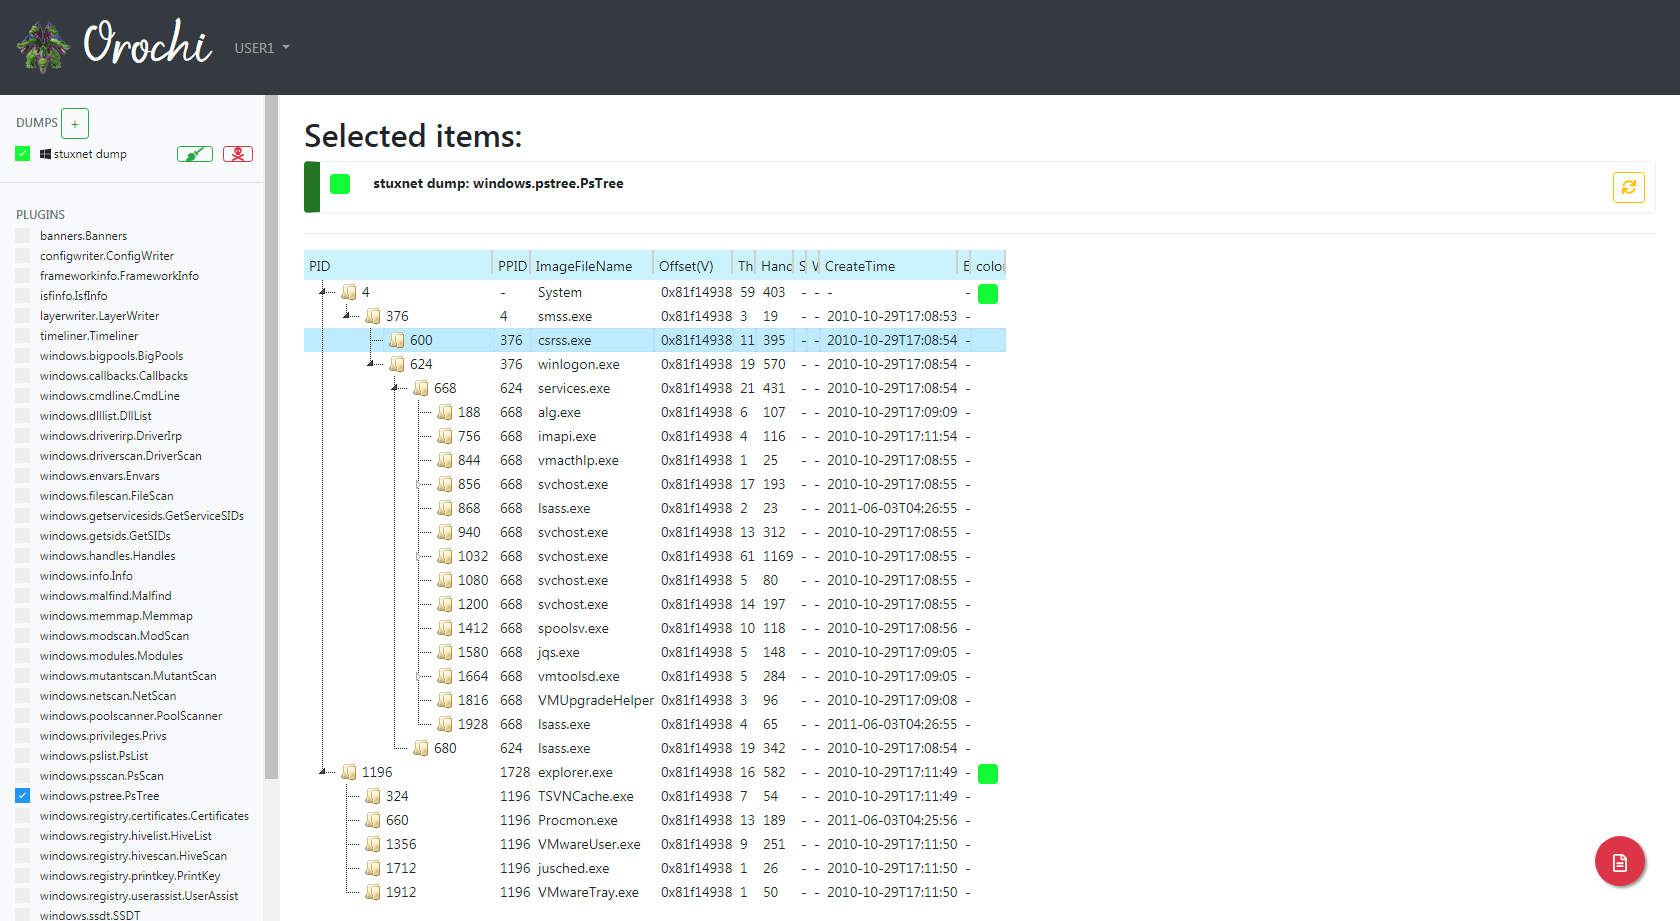 Orochi USER1
DUMPS +
stuxnet dump
PLUGINS
banners.Banners
configwriter.ConfigWriter
frameworkinfo.FrameworkInfo
isfinfo.IsfInfo
layerwriter.LayerWriter
timeliner.Timeliner
windows.bigpools.BigPools
windows.callbacks.Callbacks
windows.cmdline.CmdLine
windows.dlllist.DllList
windows.driverirp.DriverIrp
windows.driverscan.DriverScan
windows.envars.Envars
windows.filescan.FileScan
windows.getservicesids.GetServiceSIDs
windows.getsids.GetSIDs
windows.handles.Handles
windows.info.Info
windows.malfind.Malfind
windows.memmap.Memmap
windows.modscan.ModScan
windows.modules.Modules
windows.mutantscan.MutantScan
windows.netscan.NetScan
windows.poolscanner.PoolScanner
windows.privileges.Privs
windows.pslist.PsList
windows.psscan.PsScan
windows.pstree.PsTree
windows.registry.certificates.Certificates
windows.registry.hivelist.HiveList
windows.registry.hivescan.HiveScan
windows.registry.printkey.PrintKey
windows.registry.userassist.UserAssist
windows.ssdt.SSDT
Selected items:
stuxnet dump: windows.pstree.PsTree
PID PPID ImageFileName Offset(V) Th Hand S W CreateTime E color
4 - System 0x81f14938 59 403 - - - -
376 4 smss.exe 0x81f14938 3 19 - - 2010-10-29T17:08:53 -
600 376 csrss.exe 0x81f14938 11 395 - - 2010-10-29T17:08:54 -
624 376 winlogon.exe 0x81f14938 19 570 - - 2010-10-29T17:08:54 -
668 624 services.exe 0x81f14938 21 431 - - 2010-10-29T17:08:54 -
188 668 alg.exe 0x81f14938 6 107 - - 2010-10-29T17:09:09 -
756 668 imapi.exe 0x81f14938 4 116 - - 2010-10-29T17:11:54 -
844 668 vmacthlp.exe 0x81f14938 1 25 - - 2010-10-29T17:08:55 -
856 668 svchost.exe 0x81f14938 17 193 - - 2010-10-29T17:08:55 -
868 668 lsass.exe 0x81f14938 2 23 - - 2011-06-03T04:26:55 -
940 668 svchost.exe 0x81f14938 13 312 - - 2010-10-29T17:08:55 -
1032 668 svchost.exe 0x81f14938 61 1169 - - 2010-10-29T17:08:55 -
1080 668 svchost.exe 0x81f14938 5 80 - - 2010-10-29T17:08:55 -
1200 668 svchost.exe 0x81f14938 14 197 - - 2010-10-29T17:08:55 -
1412 668 spoolsv.exe 0x81f14938 10 118 - - 2010-10-29T17:08:56 -
1580 668 jqs.exe 0x81f14938 5 148 - - 2010-10-29T17:09:05 -
1664 668 vmtoolsd.exe 0x81f14938 5 284 - - 2010-10-29T17:09:05 -
1816 668 VMUpgradeHelper 0x81f14938 3 96 - - 2010-10-29T17:09:08 -
1928 668 lsass.exe 0x81f14938 4 65 - - 2011-06-03T04:26:55 -
680 624 lsass.exe 0x81f14938 19 342 - - 2010-10-29T17:08:54 -
1196 1728 explorer.exe 0x81f14938 16 582 - - 2010-10-29T17:11:49 -
324 1196 TSVNCache.exe 0x81f14938 7 54 - - 2010-10-29T17:11:49 -
660 1196 Procmon.exe 0x81f14938 13 189 - - 2011-06-03T04:25:56 -
1356 1196 VMwareUser.exe 0x81f14938 9 251 - - 2010-10-29T17:11:50 -
1712 1196 jusched.exe 0x81f14938 1 26 - - 2010-10-29T17:11:50 -
1912 1196 VMwareTray.exe 0x81f14938 1 50 - - 2010-10-29T17:11:50 -